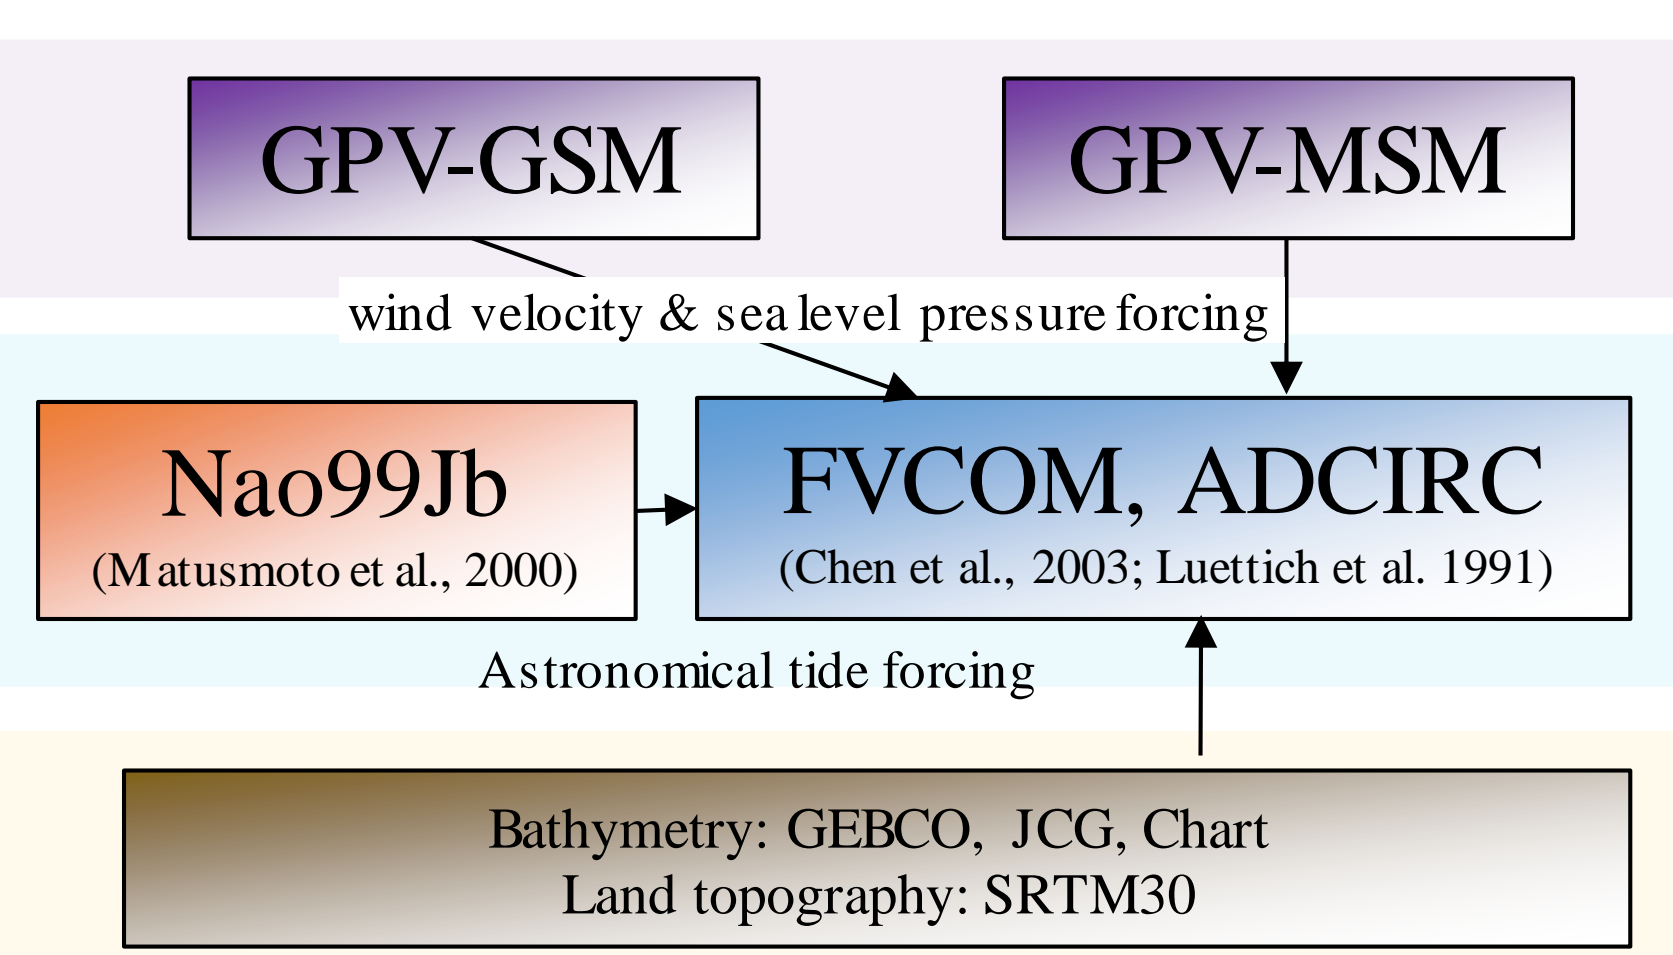 GPV-GSM
GPV-MSM
wind velocity & sea level pressure forcing
Nao99Jb
(Matusmoto et al., 2000)
FVCOM, ADCIRC
(Chen et al., 2003; Luettich et al. 1991)
Astronomical tide forcing
Bathymetry: GEBCO, JCG, Chart
Land topography: SRTM30